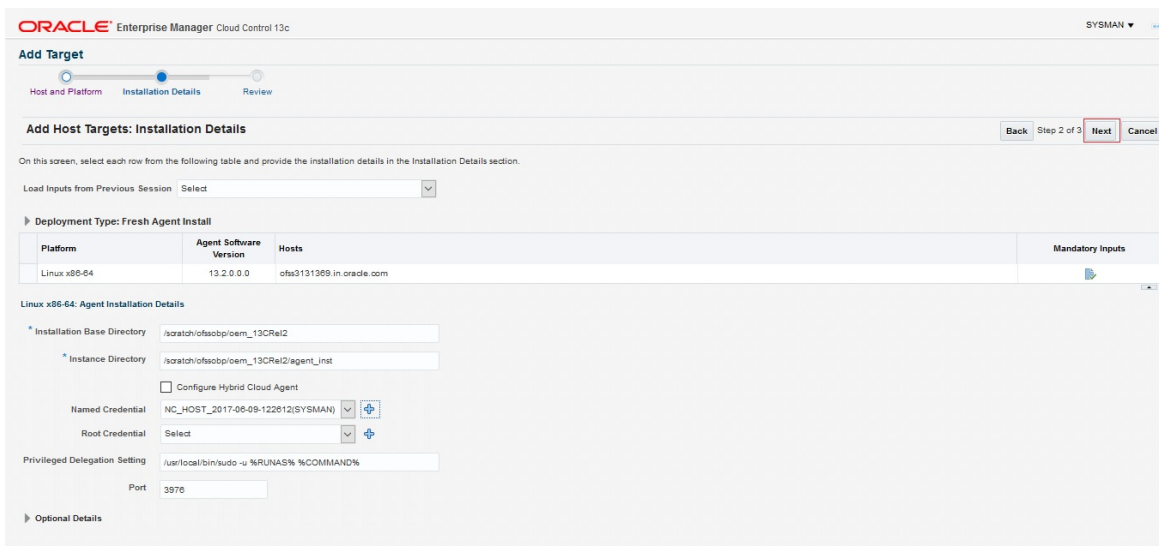 ORACLE Enterprise Manager Cloud Control 13c SYSMAN
Add Target
Host and Platform Installation Details Review
Add Host Targets: Installation Details Back Step 2 of 3 Next Cancel
On this screen, select each row from the following table and provide the installation details in the Installation Details section.
Load Inputs from Previous Session Select
Deployment Type: Fresh Agent Install
Platform Agent Software Version Hosts Mandatory Inputs
Linux x86-64 13.2.0.0.0 ofss3131369.in.oracle.com
Linux x86-64: Agent Installation Details
* Installation Base Directory /scratch/ofssobp/oem_13CRel2
* Instance Directory /scratch/ofssobp/oem_13CRel2/agent_inst
Configure Hybrid Cloud Agent
Named Credential NC_HOST_2017-06-09-122612(SYSMAN)
Root Credential Select
Privileged Delegation Setting /usr/local/bin/sudo -u %RUNAS% %COMMAND%
Port 3976
Optional Details